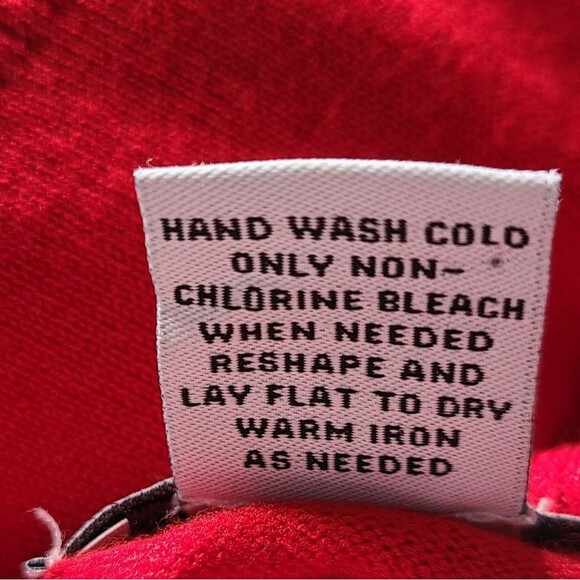 HAND WASH COLD
ONLY NON-
CHLORINE BLEACH
WHEN NEEDED
RESHAPE AND
LAY FLAT TO DRY
WARM IRON
AS NEEDED